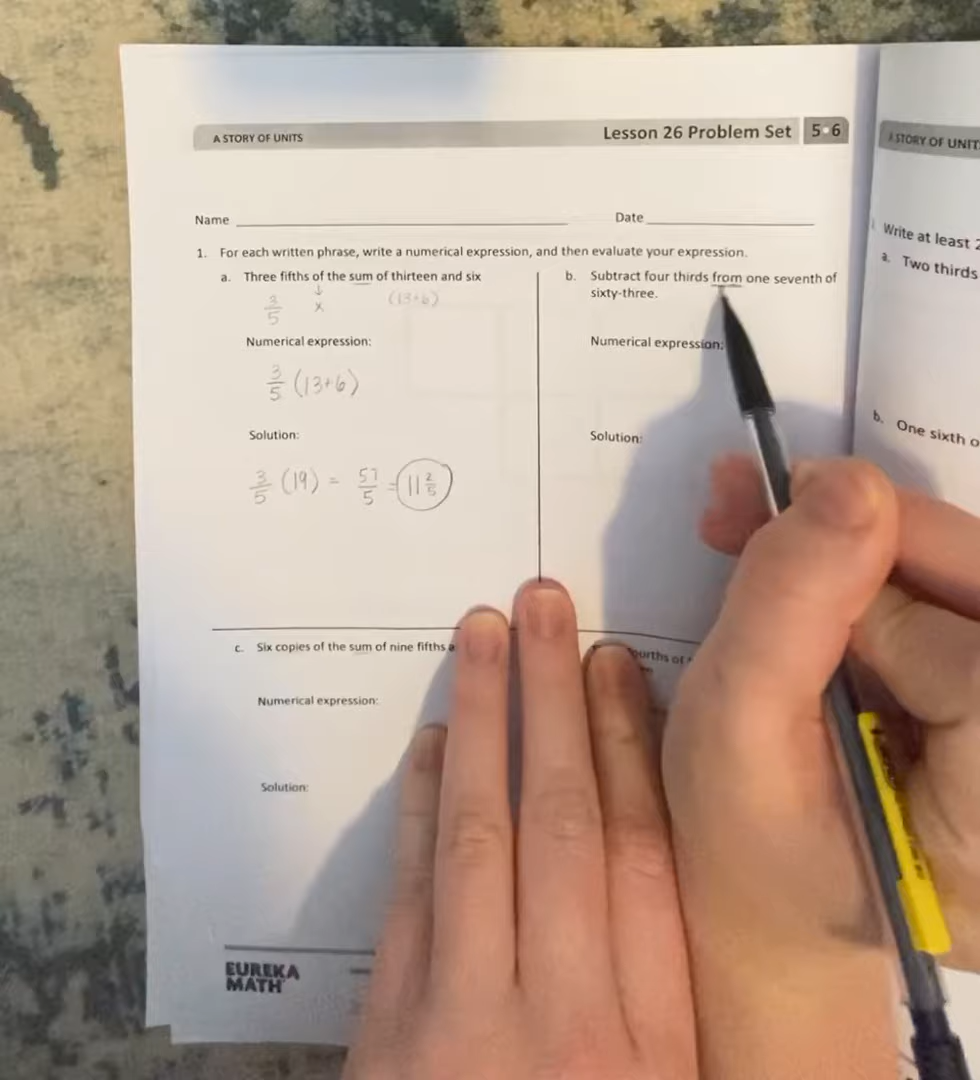 A STORY OF UNITS
Lesson 26 Problem Set 5•6
Name
Date
1. For each written phrase, write a numerical expression, and then evaluate your expression.
a. Three fifths of the sum of thirteen and six
3/5 ↓ x (13+6)
Numerical expression:
3/5 (13+6)
Solution:
3/5 (19) = 57/5 = 11 2/5
b. Subtract four thirds from one seventh of
sixty-three.
Numerical expression:
Solution:
c. Six copies of the sum of nine fifths
Numerical expression:
Solution:
of
EUREKA
MATH
STORY OF UNIT
Write at least
a. Two thirds
b. One sixth o